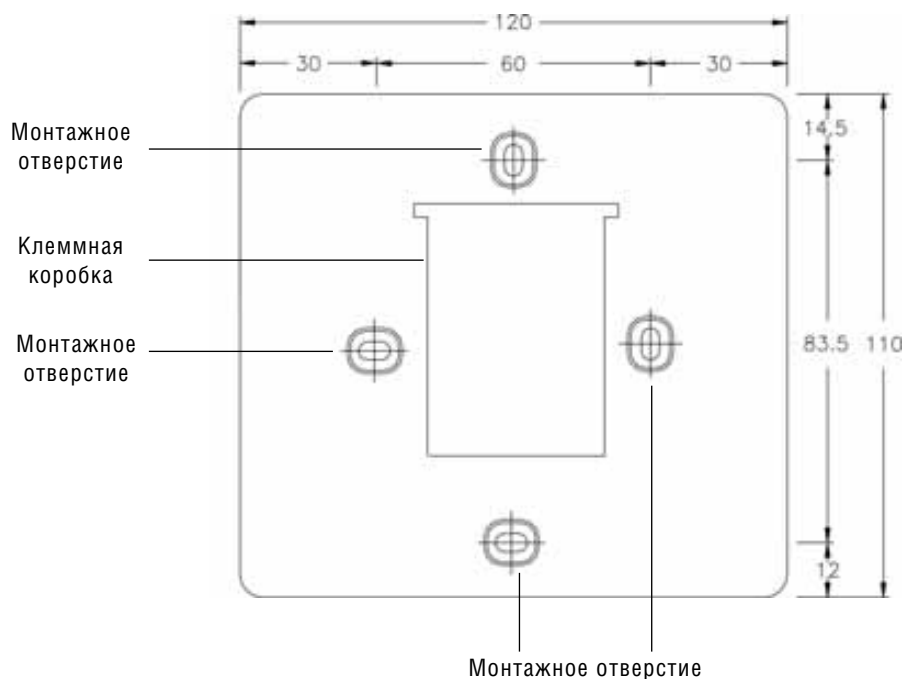 120
30 60 30
14,5
Монтажное
отверстие
Клеммная
коробка
Монтажное
отверстие
83.5 110
12
Монтажное отверстие